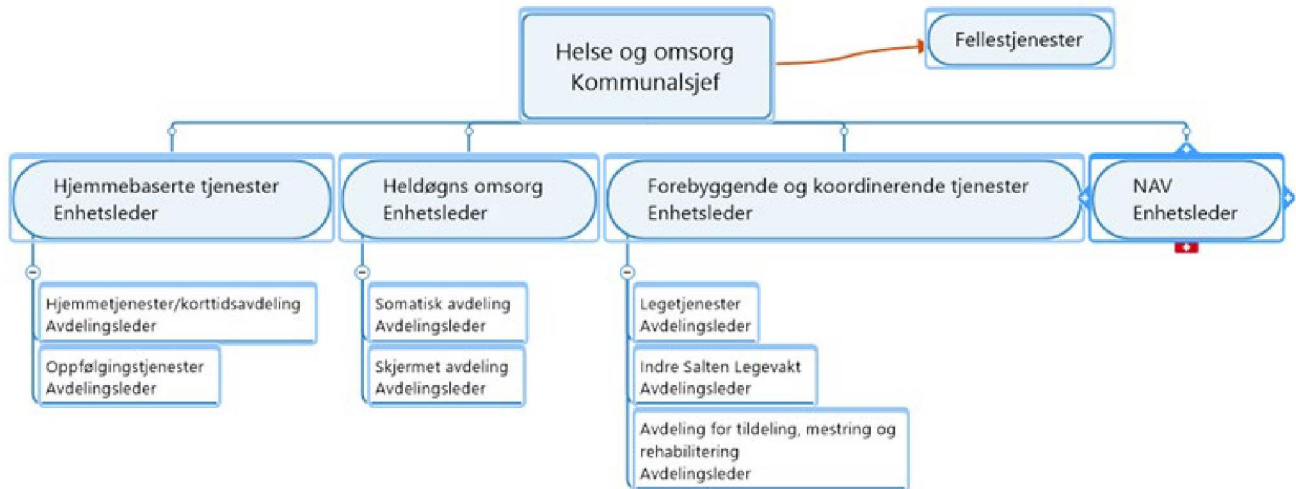 Helse og omsorg
Kommunalsjef
Fellestjenester
Hjemmebaserte tjenester
Enhetsleder
Heldøgns omsorg
Enhetsleder
Forebyggende og koordinerende tjenester
Enhetsleder
NAV
Enhetsleder
Hjemmetjenester/korttidsavdeling
Avdelingsleder
Oppfølgingstjenester
Avdelingsleder
Somatisk avdeling
Avdelingsleder
Skjermet avdeling
Avdelingsleder
Legetjenester
Avdelingsleder
Indre Salten Legevakt
Avdelingsleder
Avdeling for tildeling, mestring og
rehabilitering
Avdelingsleder